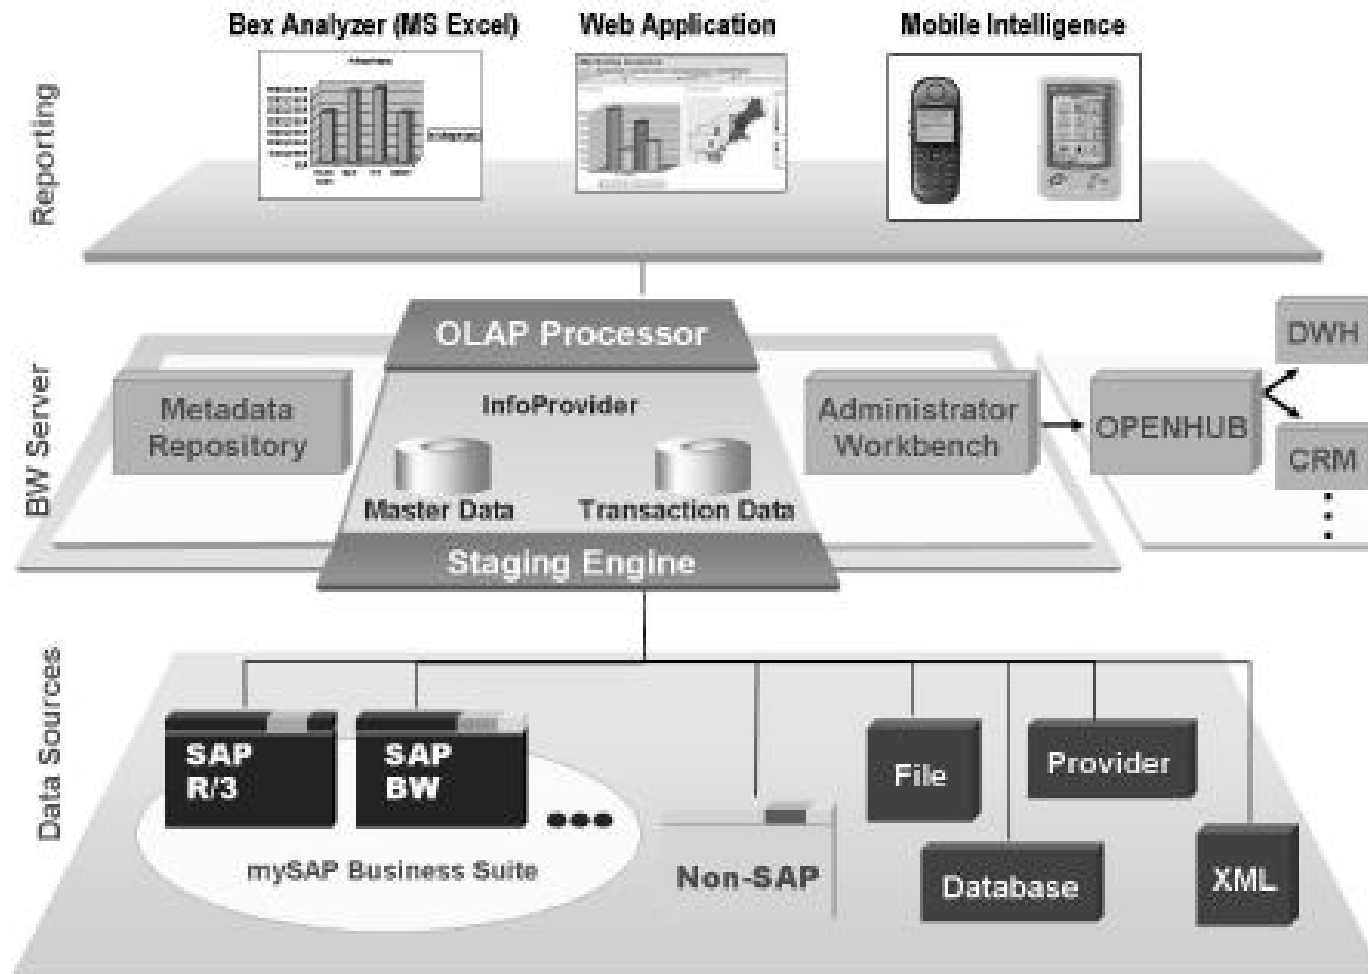 Bex Analyzer (MS Excel)
Web Application
Mobile Intelligence
Reporting
OLAP Processor
BW Server
Metadata
Repository
InfoProvider
Master Data
Transaction Data
Administrator
Workbench
OPENHUB
DWH
CRM
Staging Engine
Data Sources
SAP
R/3
SAP
BW
mySAP Business Suite
Non-SAP
File
Provider
Database
XML